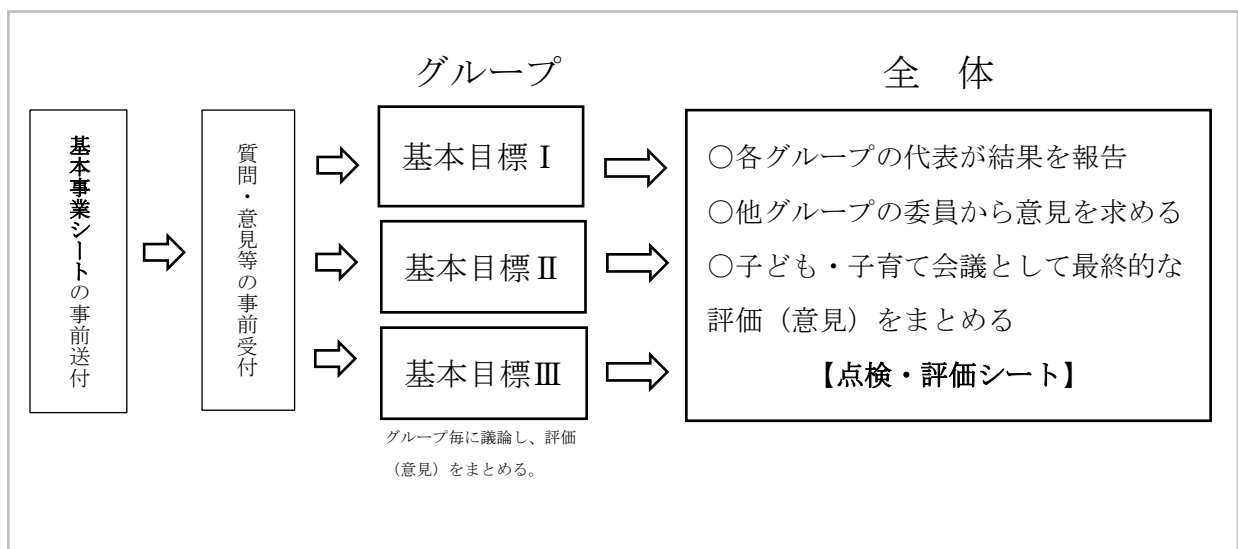 基本事業シートの事前送付
質問・意見等の事前受付
グループ
基本目標Ⅰ
基本目標Ⅱ
基本目標Ⅲ
グループ毎に議論し、評価
（意見）をまとめる。
全　体
○各グループの代表が結果を報告
○他グループの委員から意見を求める
○子ども・子育て会議として最終的な
評価（意見）をまとめる
【点検・評価シート】